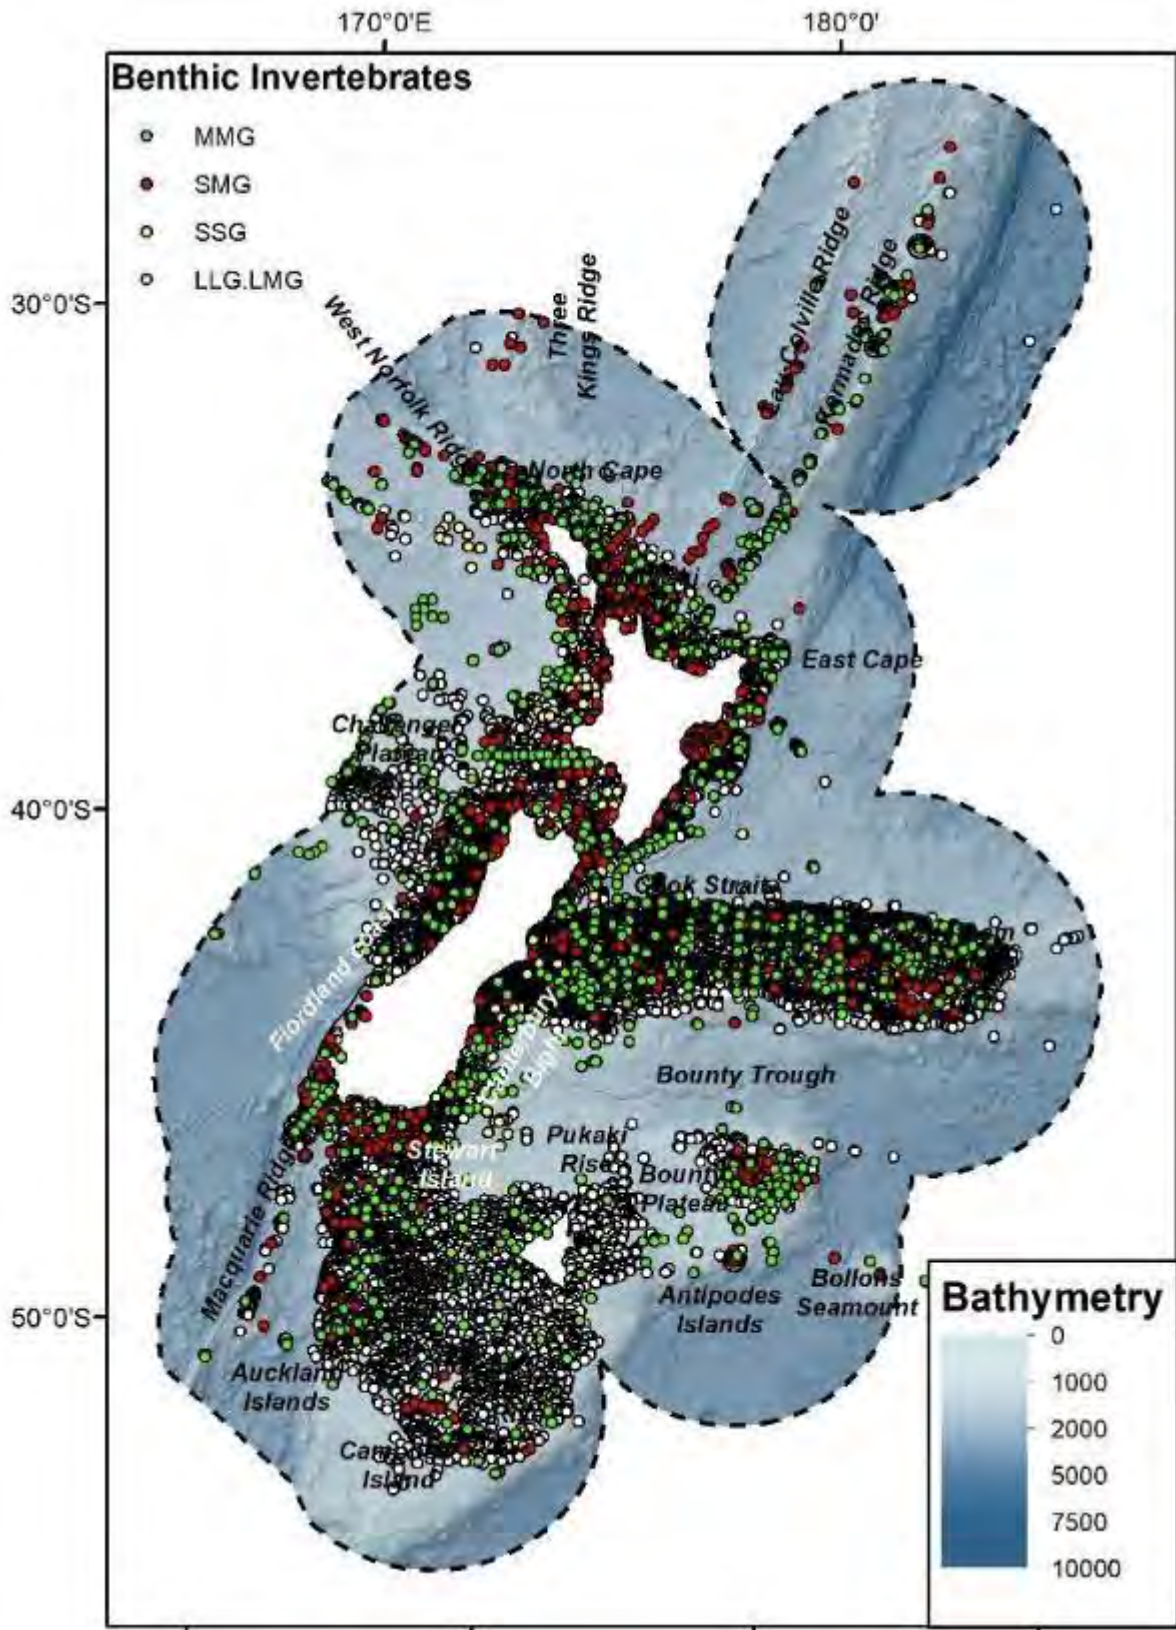 170°0'E
180°0'
Benthic Invertebrates
MMG
SMG
SSG
LLG.LMG
30°0'S
40°0'S
50°0'S
West Norfolk Ridge
Three
Kings Ridge
Lau-Colville Ridge
Kermadec Ridge
North Cape
East Cape
Challenger
Plateau
Cook Strait
Fiordland
Canterbury
Bight
Bounty Trough
Pukaki
Rise
Bounty
Plateau
Stewart
Island
Macquarie Ridge
Antipodes
Islands
Bollons
Seamount
Auckland
Islands
Island
Bathymetry
0
1000
2000
5000
7500
10000